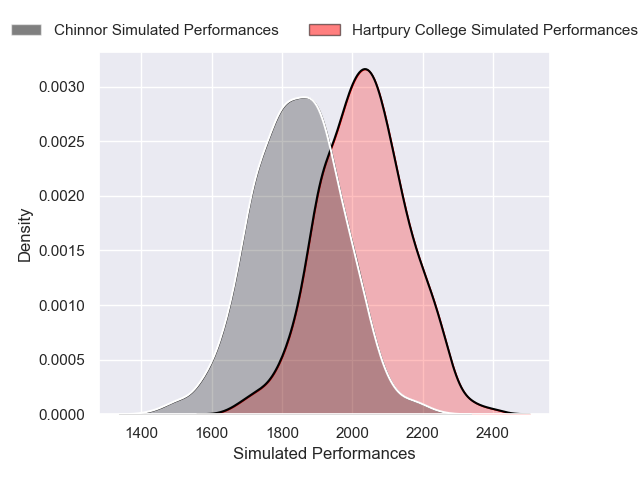 Chinnor Simulated Performances
Hartpury College Simulated Performances
0.0030
0.0025
0.0020
0.0015
0.0010
0.0005
0.0000
Density
1400 1600 1800 2000 2200 2400
Simulated Performances